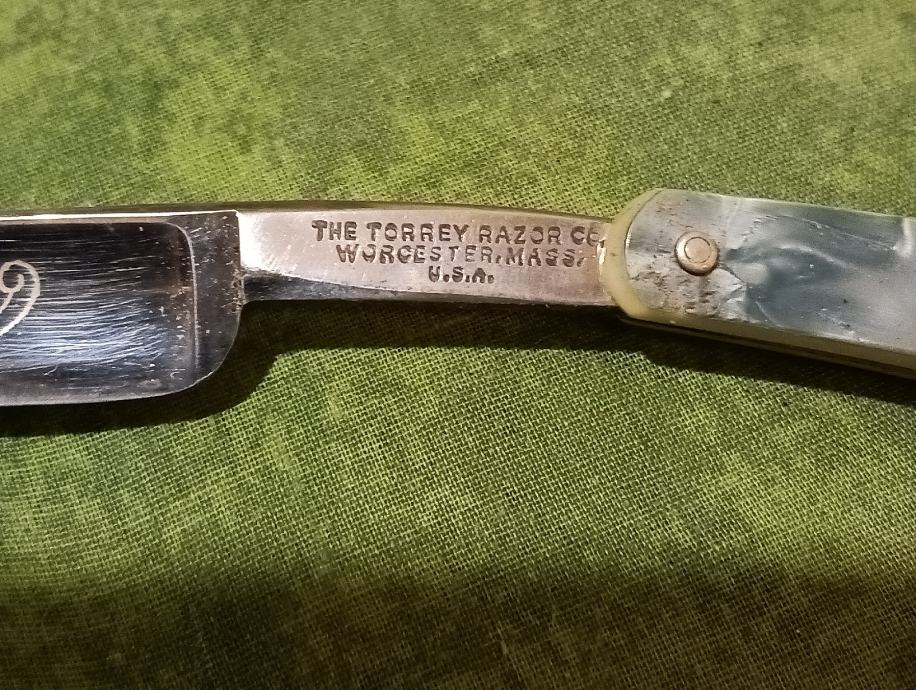 THE TORREY RAZOR CO.
WORCESTER, MASS.
U.S.A.